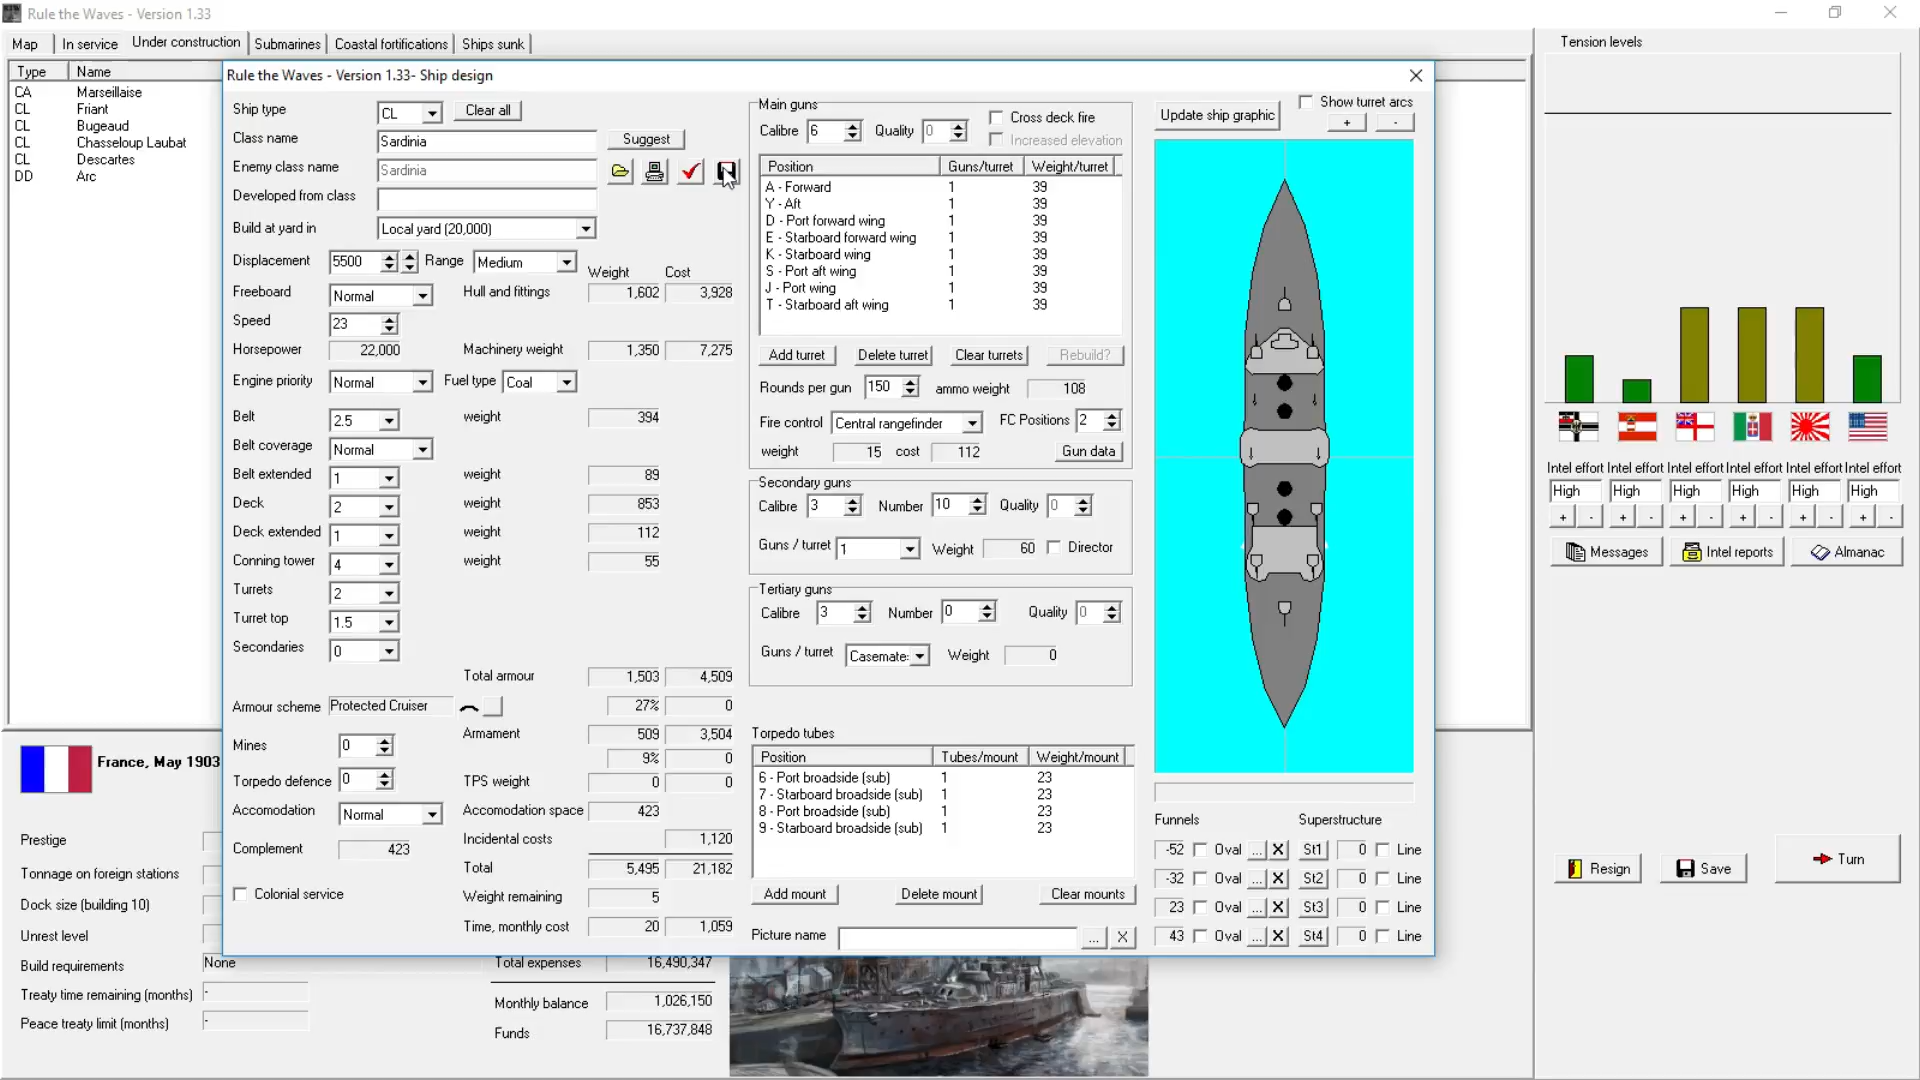 Rule the Waves - Version 1.33
Map In service Under construction Submarines Coastal fortifications Ships sunk
Type Name
CA Marseillaise
CL Friant
CL Bugeaud
CL Chasseloup Laubat
CL Descartes
DD Arc
Rule the Waves - Version 1.33- Ship design
Ship type CL Clear all
Class name Sardinia Suggest
Enemy class name Sardinia
Developed from class
Build at yard in Local yard (20,000)
Displacement 5500 Range Medium
Weight Cost
Freeboard Normal Hull and fittings 1,602 3,928
Speed 23
Horsepower 22,000 Machinery weight 1,350 7,275
Engine priority Normal Fuel type Coal
Belt 2.5 weight 394
Belt coverage Normal
Belt extended 1 weight 89
Deck 2 weight 853
Deck extended 1 weight 112
Conning tower 4 weight 55
Turrets 2
Turret top 1.5
Secondaries 0
Total armour 1,503 4,509
Armour scheme Protected Cruiser 27% 0
Mines 0 Armament 509 3,504
9% 0
Torpedo defence 0 TPS weight 0 0
Accomodation Normal Accomodation space 423
Incidental costs 1,120
Complement 423
Total 5,495 21,182
Colonial service Weight remaining 5
Time, monthly cost 20 1,059
Main guns
Calibre 6 Quality 0 Cross deck fire
Increased elevation
Position Guns/turret Weight/turret
A - Forward 1 39
Y - Aft 1 39
D - Port forward wing 1 39
E - Starboard forward wing 1 39
K - Starboard wing 1 39
S - Port aft wing 1 39
J - Port wing 1 39
T - Starboard aft wing 1 39
Add turret Delete turret Clear turrets Rebuild?
Rounds per gun 150 ammo weight 108
Fire control Central rangefinder FC Positions 2
weight 15 cost 112 Gun data
Secondary guns
Calibre 3 Number 10 Quality 0
Guns / turret 1 Weight 60 Director
Tertiary guns
Calibre 3 Number 0 Quality 0
Guns / turret Casemate: Weight 0
Torpedo tubes
Position Tubes/mount Weight/mount
6 - Port broadside (sub) 1 23
7 - Starboard broadside (sub) 1 23
8 - Port broadside (sub) 1 23
9 - Starboard broadside (sub) 1 23
Add mount Delete mount Clear mounts
Picture name ... X
Update ship graphic Show turret arcs
+ -
Funnels Superstructure
-52 Oval ... X St1 0 Line
-32 Oval ... X St2 0 Line
23 Oval ... X St3 0 Line
43 Oval ... X St4 0 Line
France, May 1903
Prestige
Tonnage on foreign stations
Dock size (building 10)
Unrest level
Build requirements None
Treaty time remaining (months) -
Peace treaty limit (months) -
Total expenses 16,490,347
Monthly balance 1,026,150
Funds 16,737,848
Tension levels
Intel effort Intel effort Intel effort Intel effort Intel effort Intel effort
High High High High High High
+ - + - + - + - + - + -
Messages Intel reports Almanac
Resign Save Turn